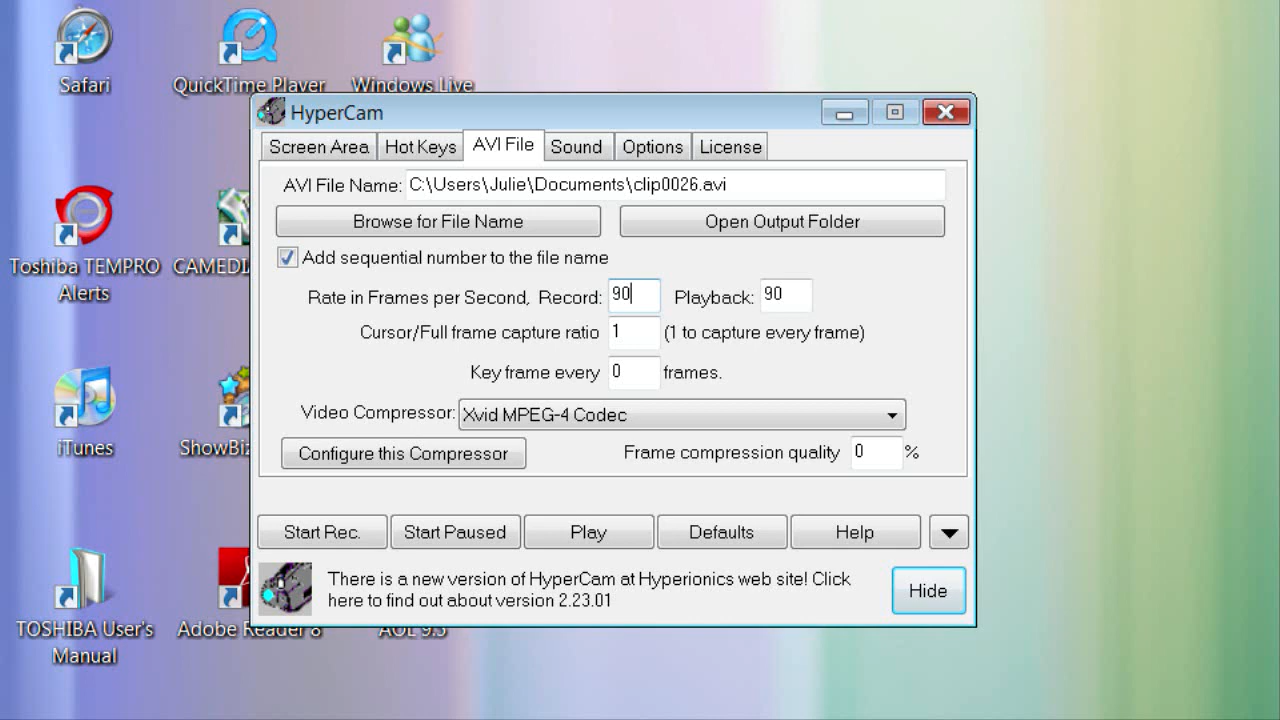 Safari
QuickTime Player
Windows Live
HyperCam
Screen Area Hot Keys AVI File Sound Options License
AVI File Name: C:\Users\Julie\Documents\clip0026.avi
Browse for File Name Open Output Folder
Add sequential number to the file name
Toshiba TEMPRO Alerts
CAMEDI
Rate in Frames per Second, Record: 90 Playback: 90
Cursor/Full frame capture ratio 1 (1 to capture every frame)
Key frame every 0 frames.
Video Compressor: Xvid MPEG-4 Codec
iTunes
ShowBiz
Configure this Compressor Frame compression quality 0 %
Start Rec. Start Paused Play Defaults Help
There is a new version of HyperCam at Hyperionics web site! Click
here to find out about version 2.23.01
Hide
TOSHIBA User's
Manual
Adobe Reader 8
AOL 9.5